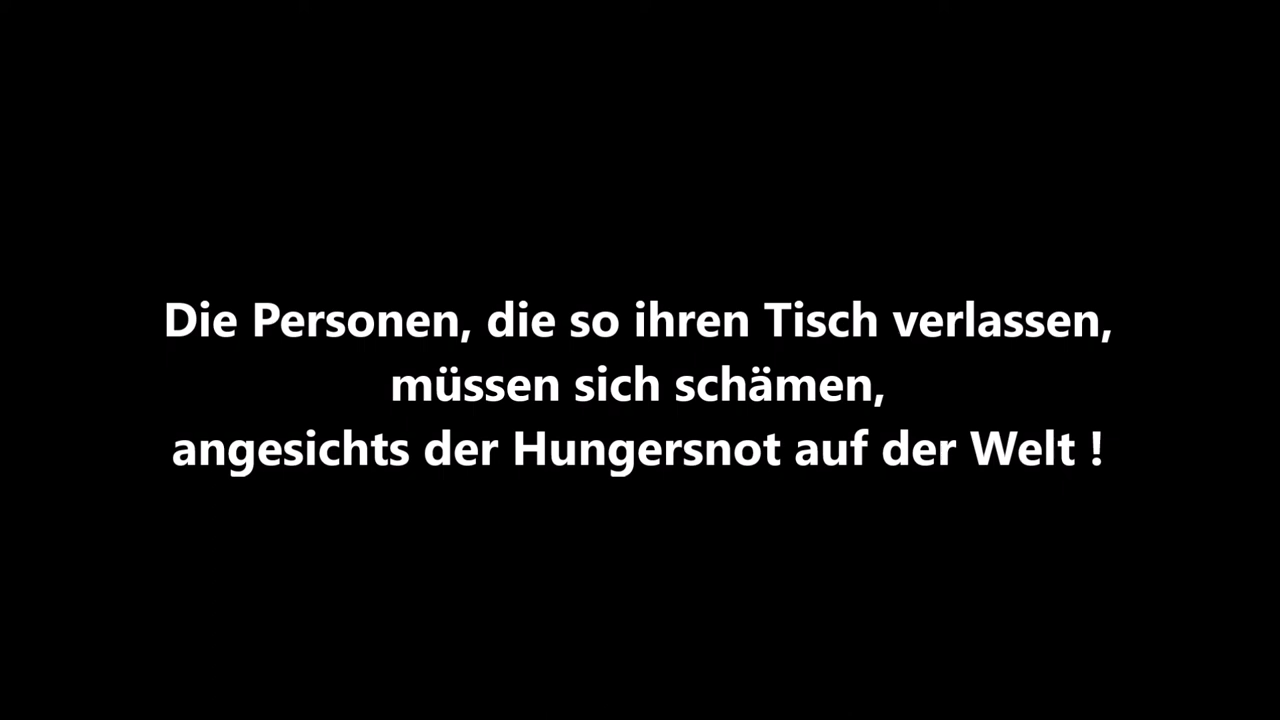 Die Personen, die so ihren Tisch verlassen,
müssen sich schämen,
angesichts der Hungersnot auf der Welt !